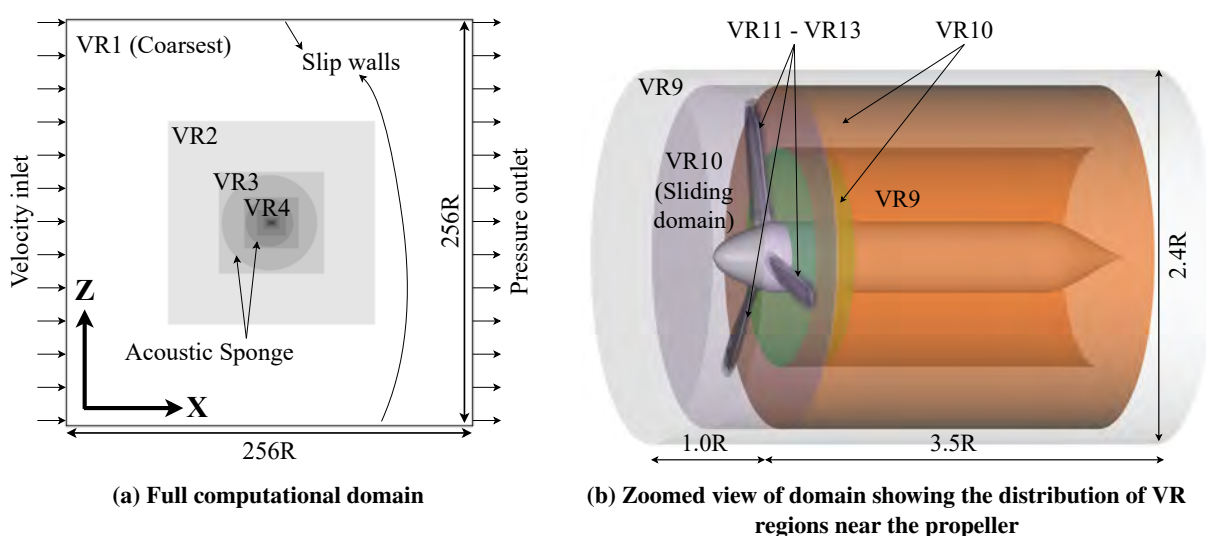 VR1 (Coarsest)
Slip walls
VR2
VR3
VR4
Velocity inlet
Pressure outlet
256R
Z
Acoustic Sponge
X
256R
(a) Full computational domain
VR11 - VR13
VR10
VR9
VR10
(Sliding
domain)
VR9
2.4R
1.0R
3.5R
(b) Zoomed view of domain showing the distribution of VR
regions near the propeller